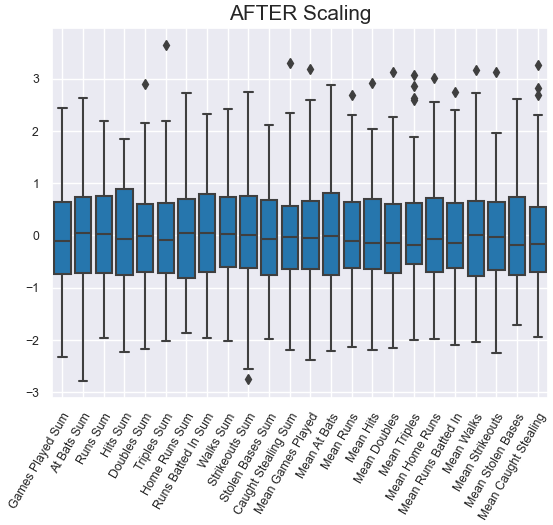 AFTER Scaling
3
2
1
0
−1
−2
−3
Games Played Sum
At Bats Sum
Runs Sum
Hits Sum
Doubles Sum
Triples Sum
Home Runs Sum
Runs Batted In Sum
Walks Sum
Strikeouts Sum
Stolen Bases Sum
Caught Stealing Sum
Mean Games Played
Mean At Bats
Mean Runs
Mean Hits
Mean Doubles
Mean Triples
Mean Home Runs
Mean Runs Batted In
Mean Walks
Mean Strikeouts
Mean Stolen Bases
Mean Caught Stealing